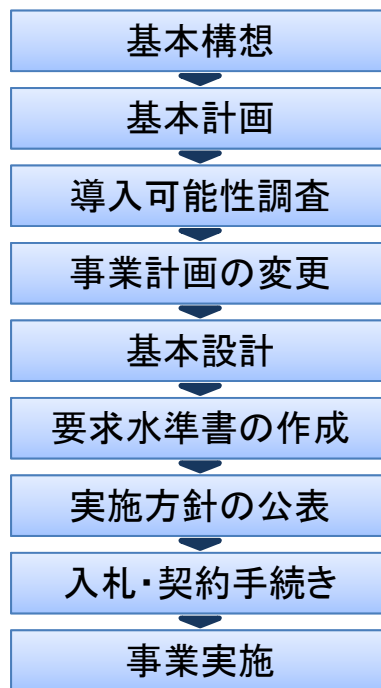 基本構想
基本計画
導入可能性調査
事業計画の変更
基本設計
要求水準書の作成
実施方針の公表
入札・契約手続き
事業実施